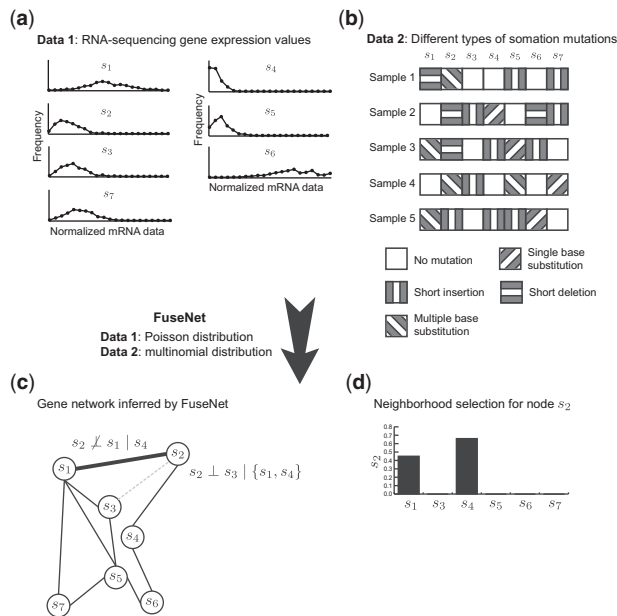 (a)
Data 1: RNA-sequencing gene expression values
s1
s2
s3
s7
Frequency
Normalized mRNA data
s4
s5
s6
Frequency
Normalized mRNA data
(b)
Data 2: Different types of somation mutations
s1 s2 s3 s4 s5 s6 s7
Sample 1
Sample 2
Sample 3
Sample 4
Sample 5
No mutation
Single base
substitution
Short insertion
Short deletion
Multiple base
substitution
FuseNet
Data 1: Poisson distribution
Data 2: multinomial distribution
(c)
Gene network inferred by FuseNet
s2 ⊥̸ s1 | s4
s2
s1
s2 ⊥ s3 | {s1, s4}
s3
s4
s5
s7
s6
(d)
Neighborhood selection for node s2
0.8
0.7
0.6
0.5
0.4
0.3
0.2
0.1
0.0
s2
s1 s3 s4 s5 s6 s7